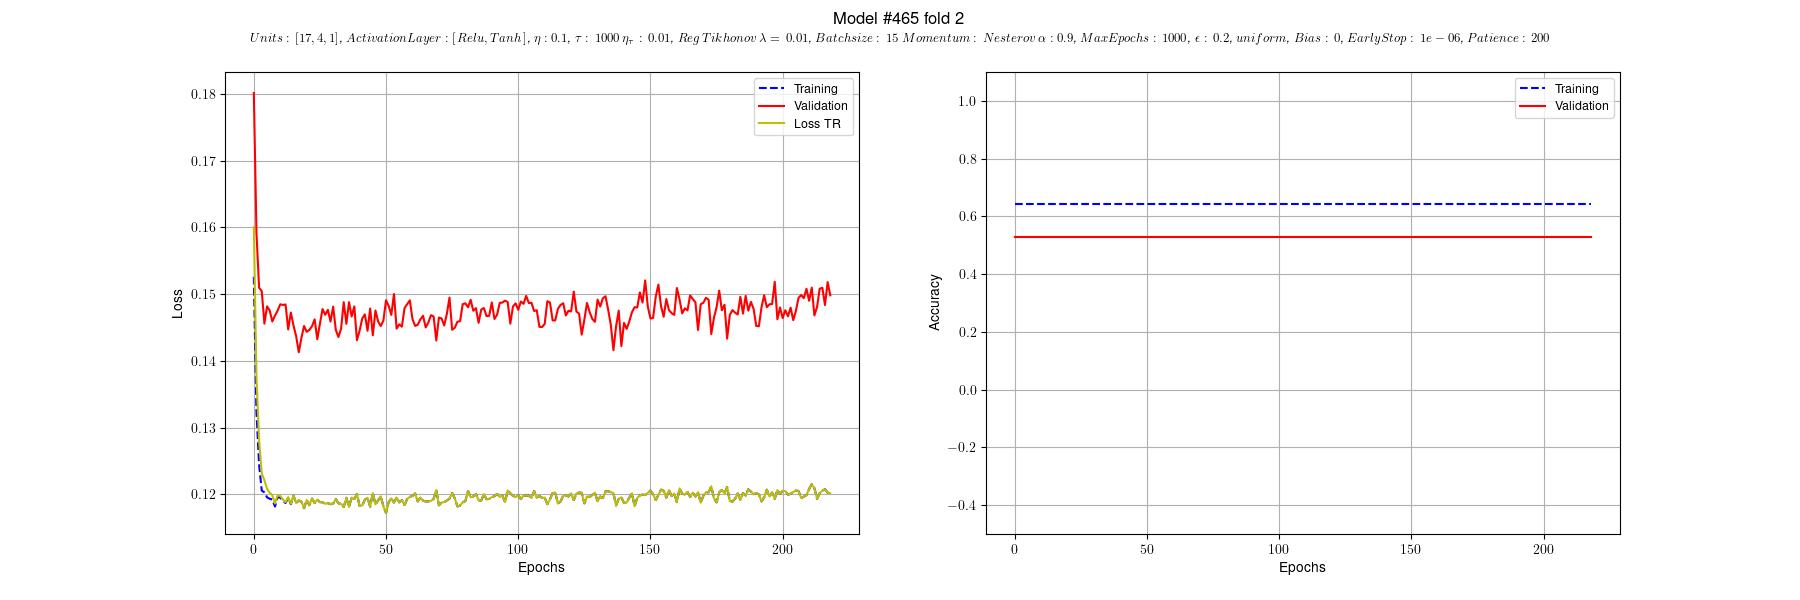 Model #465 fold 2
Units : [17, 4, 1], ActivationLayer : [Relu, Tanh], η : 0.1, τ : 1000 ητ : 0.01, Reg Tikhonov λ = 0.01, Batchsize : 15 Momentum : Nesterov α : 0.9, MaxEpochs : 1000, ϵ : 0.2, uniform, Bias : 0, EarlyStop : 1e − 06, Patience : 200
Training
Validation
Loss TR
0.18
0.17
0.16
0.15
0.14
0.13
0.12
Loss
0
50
100
150
200
Epochs
Training
Validation
1.0
0.8
0.6
0.4
0.2
0.0
−0.2
−0.4
Accuracy
0
50
100
150
200
Epochs